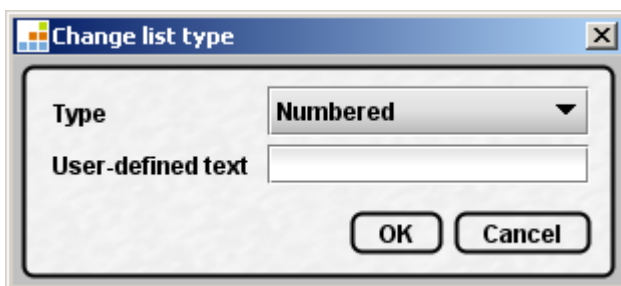 Change list type
Type Numbered
User-defined text
OK Cancel